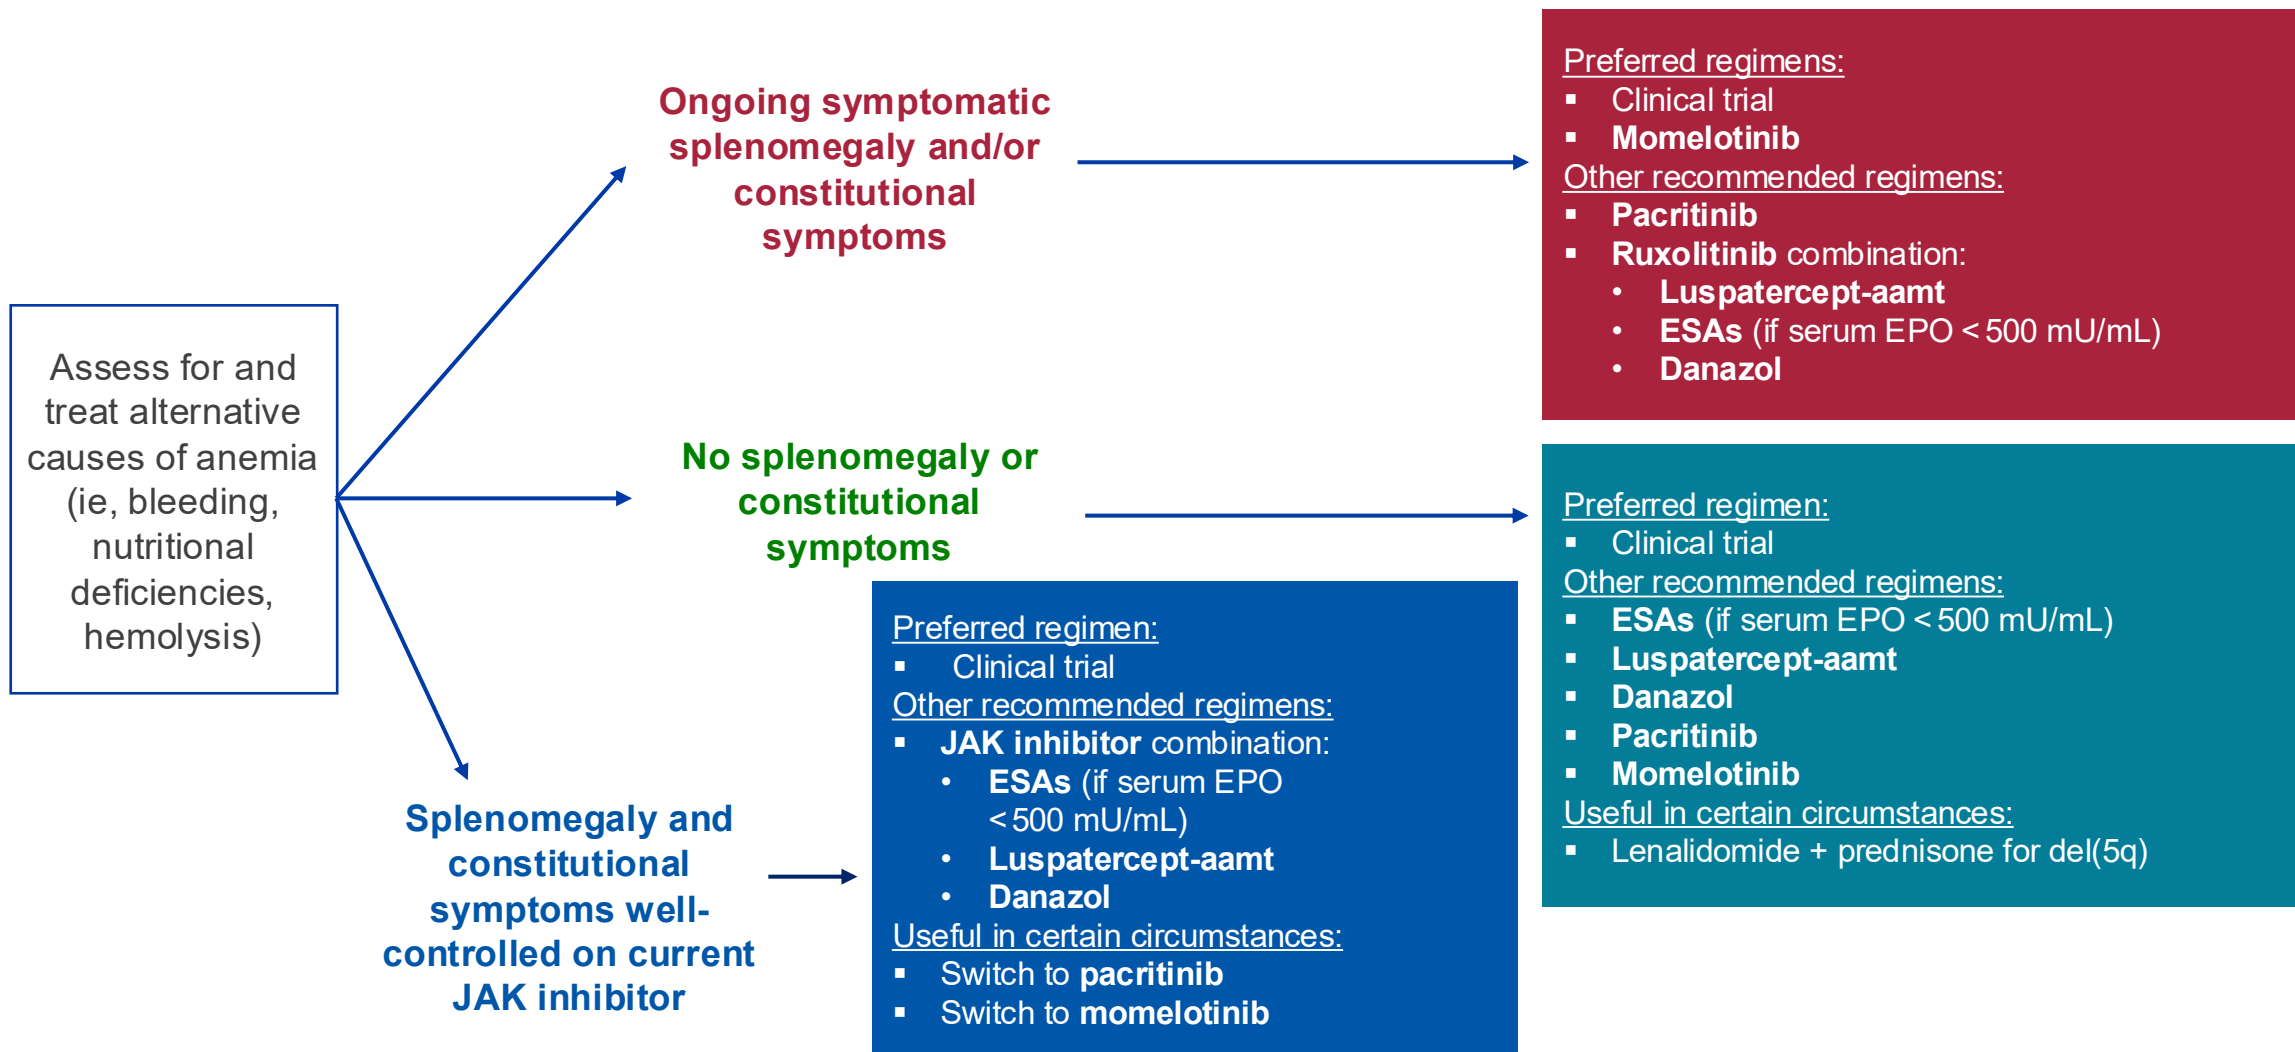 Assess for and
treat alternative
causes of anemia
(ie, bleeding,
nutritional
deficiencies,
hemolysis)
Ongoing symptomatic
splenomegaly and/or
constitutional
symptoms
Preferred regimens:
▪ Clinical trial
▪ Momelotinib
Other recommended regimens:
▪ Pacritinib
▪ Ruxolitinib combination:
• Luspatercept-aamt
• ESAs (if serum EPO <500 mU/mL)
• Danazol
No splenomegaly or
constitutional
symptoms
Preferred regimen:
▪ Clinical trial
Other recommended regimens:
▪ ESAs (if serum EPO <500 mU/mL)
▪ Luspatercept-aamt
▪ Danazol
▪ Pacritinib
▪ Momelotinib
Useful in certain circumstances:
▪ Lenalidomide + prednisone for del(5q)
Splenomegaly and
constitutional
symptoms well-
controlled on current
JAK inhibitor
Preferred regimen:
▪ Clinical trial
Other recommended regimens:
▪ JAK inhibitor combination:
• ESAs (if serum EPO
<500 mU/mL)
• Luspatercept-aamt
• Danazol
Useful in certain circumstances:
▪ Switch to pacritinib
▪ Switch to momelotinib